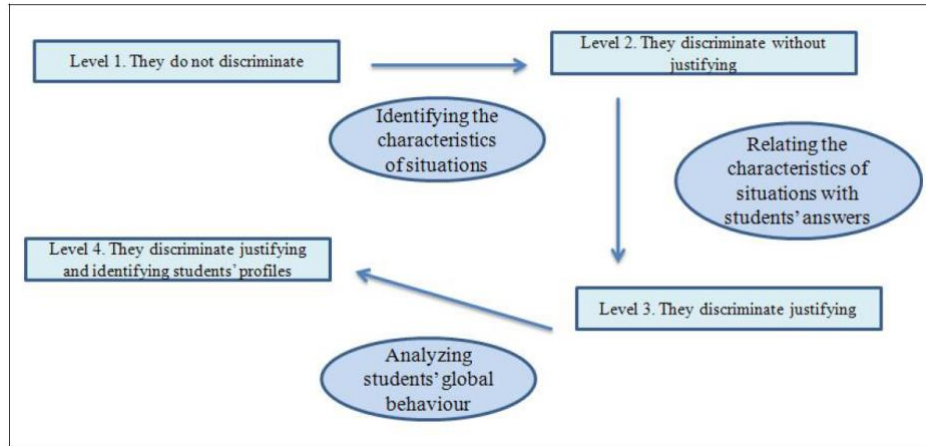 Level 1. They do not discriminate
Level 2. They discriminate without
justifying
Identifying the
characteristics
of situations
Relating the
characteristics of
situations with
students' answers
Level 3. They discriminate justifying
Analyzing
students' global
behaviour
Level 4. They discriminate justifying
and identifying students' profiles